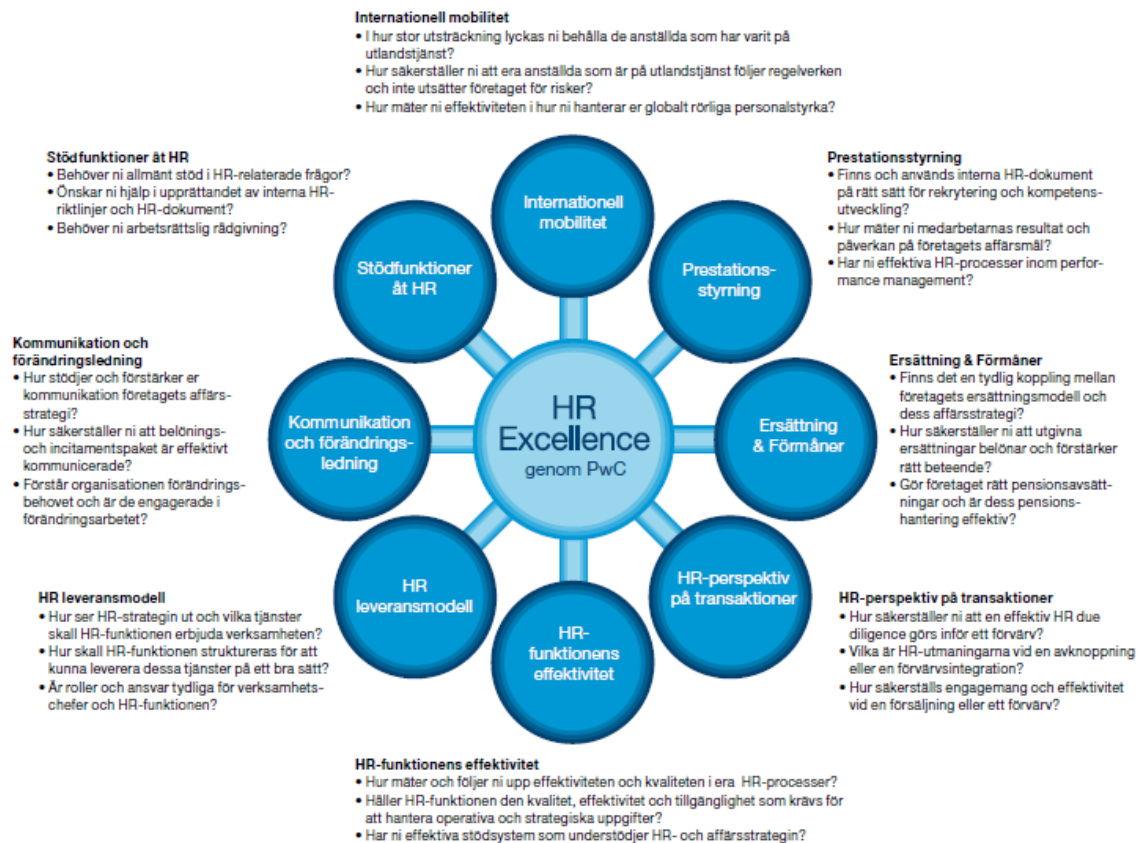 Internationell mobilitet
• I hur stor utsträckning lyckas ni behålla de anställda som har varit på
utlandstjänst?
• Hur säkerställer ni att era anställda som är på utlandstjänst följer regelverken
och inte utsätter företaget för risker?
• Hur mäter ni effektiviteten i hur ni hanterar er globalt rörliga personalstyrka?
Stödfunktioner åt HR
• Behöver ni allmänt stöd i HR-relaterade frågor?
• Önskar ni hjälp i upprättandet av interna HR-
riktlinjer och HR-dokument?
• Behöver ni arbetsrättslig rådgivning?
Prestationsstyrning
• Finns och används interna HR-dokument
på rätt sätt för rekrytering och kompetens-
utveckling?
• Hur mäter ni medarbetarnas resultat och
påverkan på företagets affärsmål?
• Har ni effektiva HR-processer inom perfor-
mance management?
Internationell
mobilitet
Stödfunktioner
åt HR
Prestations-
styrning
Kommunikation och
förändringsledning
• Hur stödjer och förstärker er
kommunikation företagets affärs-
strategi?
• Hur säkerställer ni att belönings-
och incitamentspaket är effektivt
kommunicerade?
• Förstår organisationen förändrings-
behovet och är de engagerade i
förändringsarbetet?
Kommunikation
och förändrings-
ledning
HR
Excellence
genom PwC
Ersättning
& Förmåner
Ersättning & Förmåner
• Finns det en tydlig koppling mellan
företagets ersättningsmodell och
dess affärsstrategi?
• Hur säkerställer ni att utgivna
ersättningar belönar och förstärker
rätt beteende?
• Gör företaget rätt pensionsavsätt-
ningar och är dess pensions-
hantering effektiv?
HR
leveransmodell
HR-
funktionens
effektivitet
HR-perspektiv
på transaktioner
HR leveransmodell
• Hur ser HR-strategin ut och vilka tjänster
skall HR-funktionen erbjuda verksamheten?
• Hur skall HR-funktionen struktureras för att
kunna leverera dessa tjänster på ett bra sätt?
• Är roller och ansvar tydliga för verksamhets-
chefer och HR-funktionen?
HR-perspektiv på transaktioner
• Hur säkerställer ni att en effektiv HR due
diligence görs inför ett förvärv?
• Vilka är HR-utmaningarna vid en avknoppning
eller en förvärvsintegration?
• Hur säkerställs engagemang och effektivitet
vid en försäljning eller ett förvärv?
HR-funktionens effektivitet
• Hur mäter och följer ni upp effektiviteten och kvaliteten i era HR-processer?
• Håller HR-funktionen den kvalitet, effektivitet och tillgänglighet som krävs för
att hantera operativa och strategiska uppgifter?
• Har ni effektiva stödsystem som understödjer HR- och affärsstrategin?